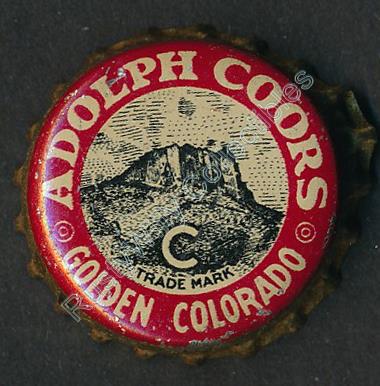 ADOLPH COORS
C
TRADE MARK
GOLDEN COLORADO